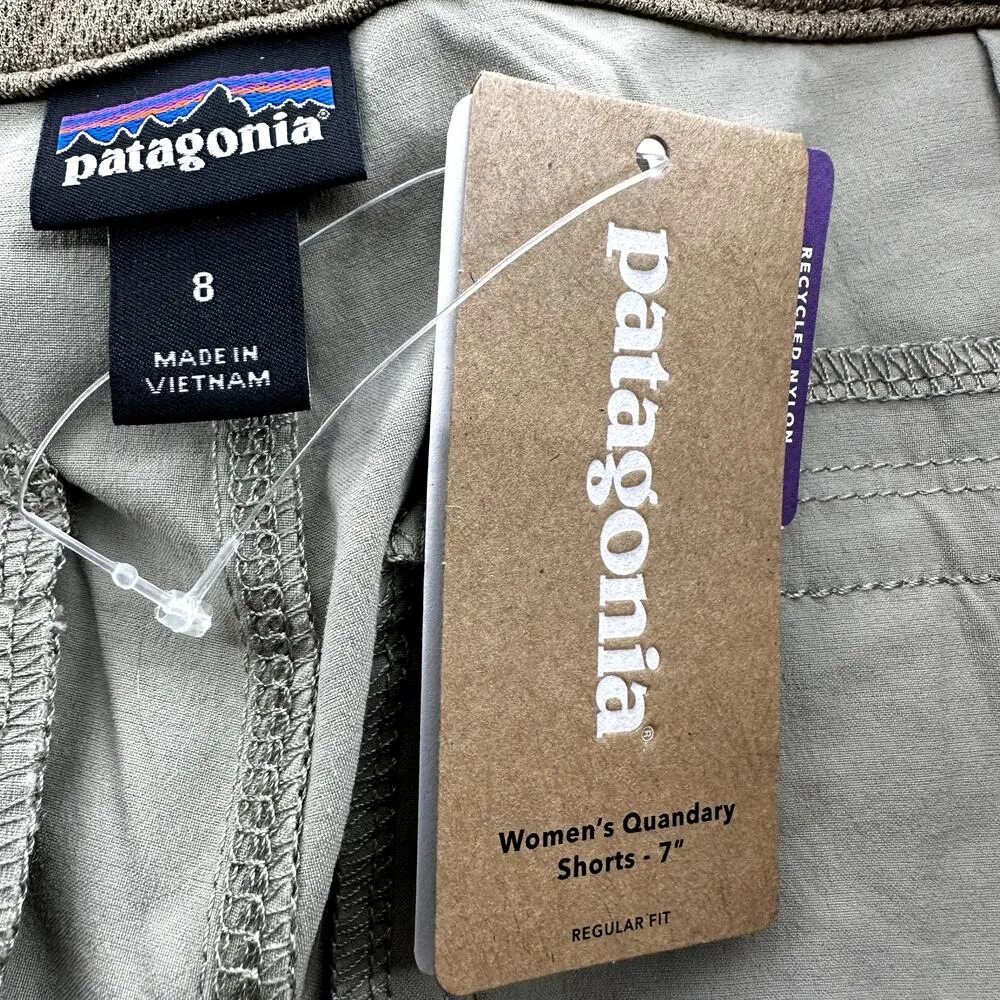 patagonia®
8
MADE IN
VIETNAM
patagonia®
RECYCLED NYLON
Women's Quandary
Shorts - 7"
REGULAR FIT